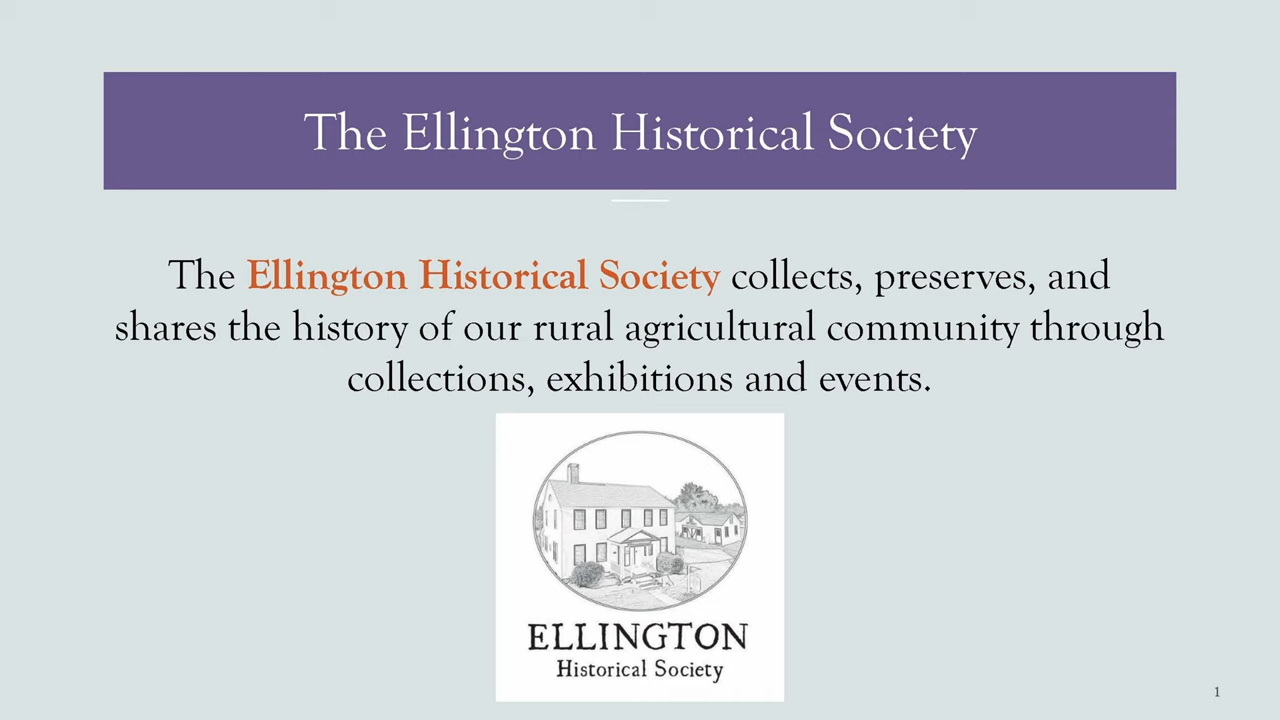 The Ellington Historical Society
The Ellington Historical Society collects, preserves, and
shares the history of our rural agricultural community through
collections, exhibitions and events.
ELLINGTON
Historical Society
1